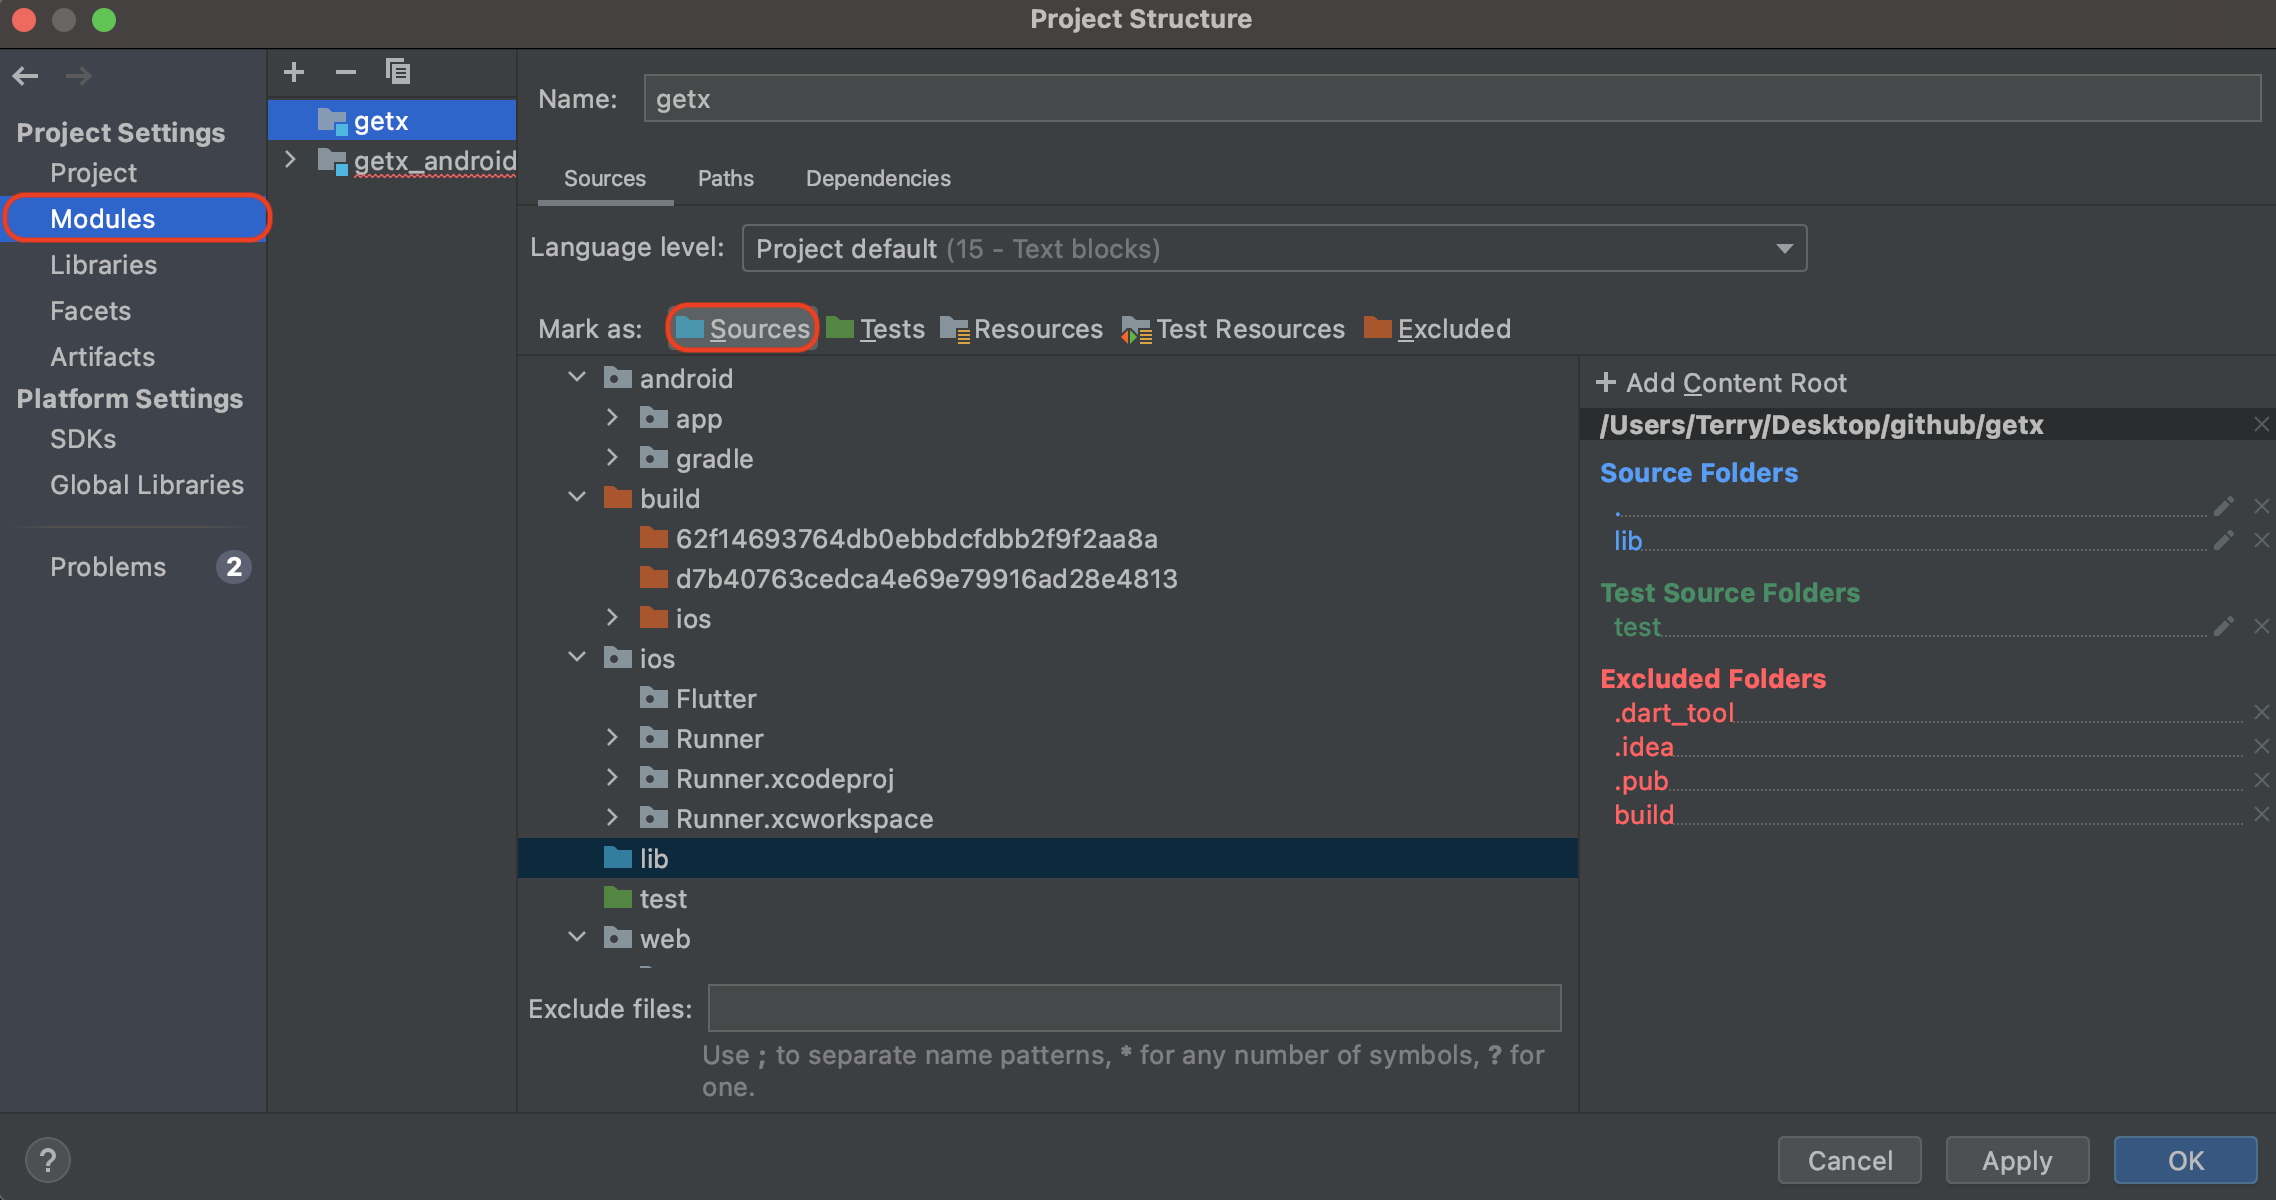 Project Structure
Project Settings
Project
Modules
Libraries
Facets
Artifacts
Platform Settings
SDKs
Global Libraries
Problems 2
getx
getx_android
Name: getx
Sources Paths Dependencies
Language level: Project default (15 - Text blocks)
Mark as: Sources Tests Resources Test Resources Excluded
android
app
gradle
build
62f14693764db0ebbdcfdbb2f9f2aa8a
d7b40763cedca4e69e79916ad28e4813
ios
ios
Flutter
Runner
Runner.xcodeproj
Runner.xcworkspace
lib
test
web
Exclude files:
Use ; to separate name patterns, * for any number of symbols, ? for
one.
+ Add Content Root
/Users/Terry/Desktop/github/getx
Source Folders
.
lib
Test Source Folders
test
Excluded Folders
.dart_tool
.idea
.pub
build
?
Cancel Apply OK